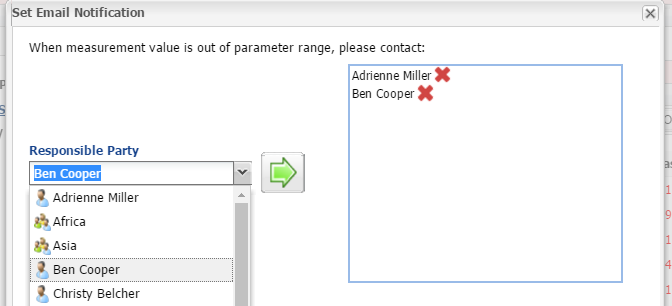 Set Email Notification
When measurement value is out of parameter range, please contact:
Adrienne Miller
Ben Cooper
Responsible Party
Ben Cooper
Adrienne Miller
Africa
Asia
Ben Cooper
Christy Belcher